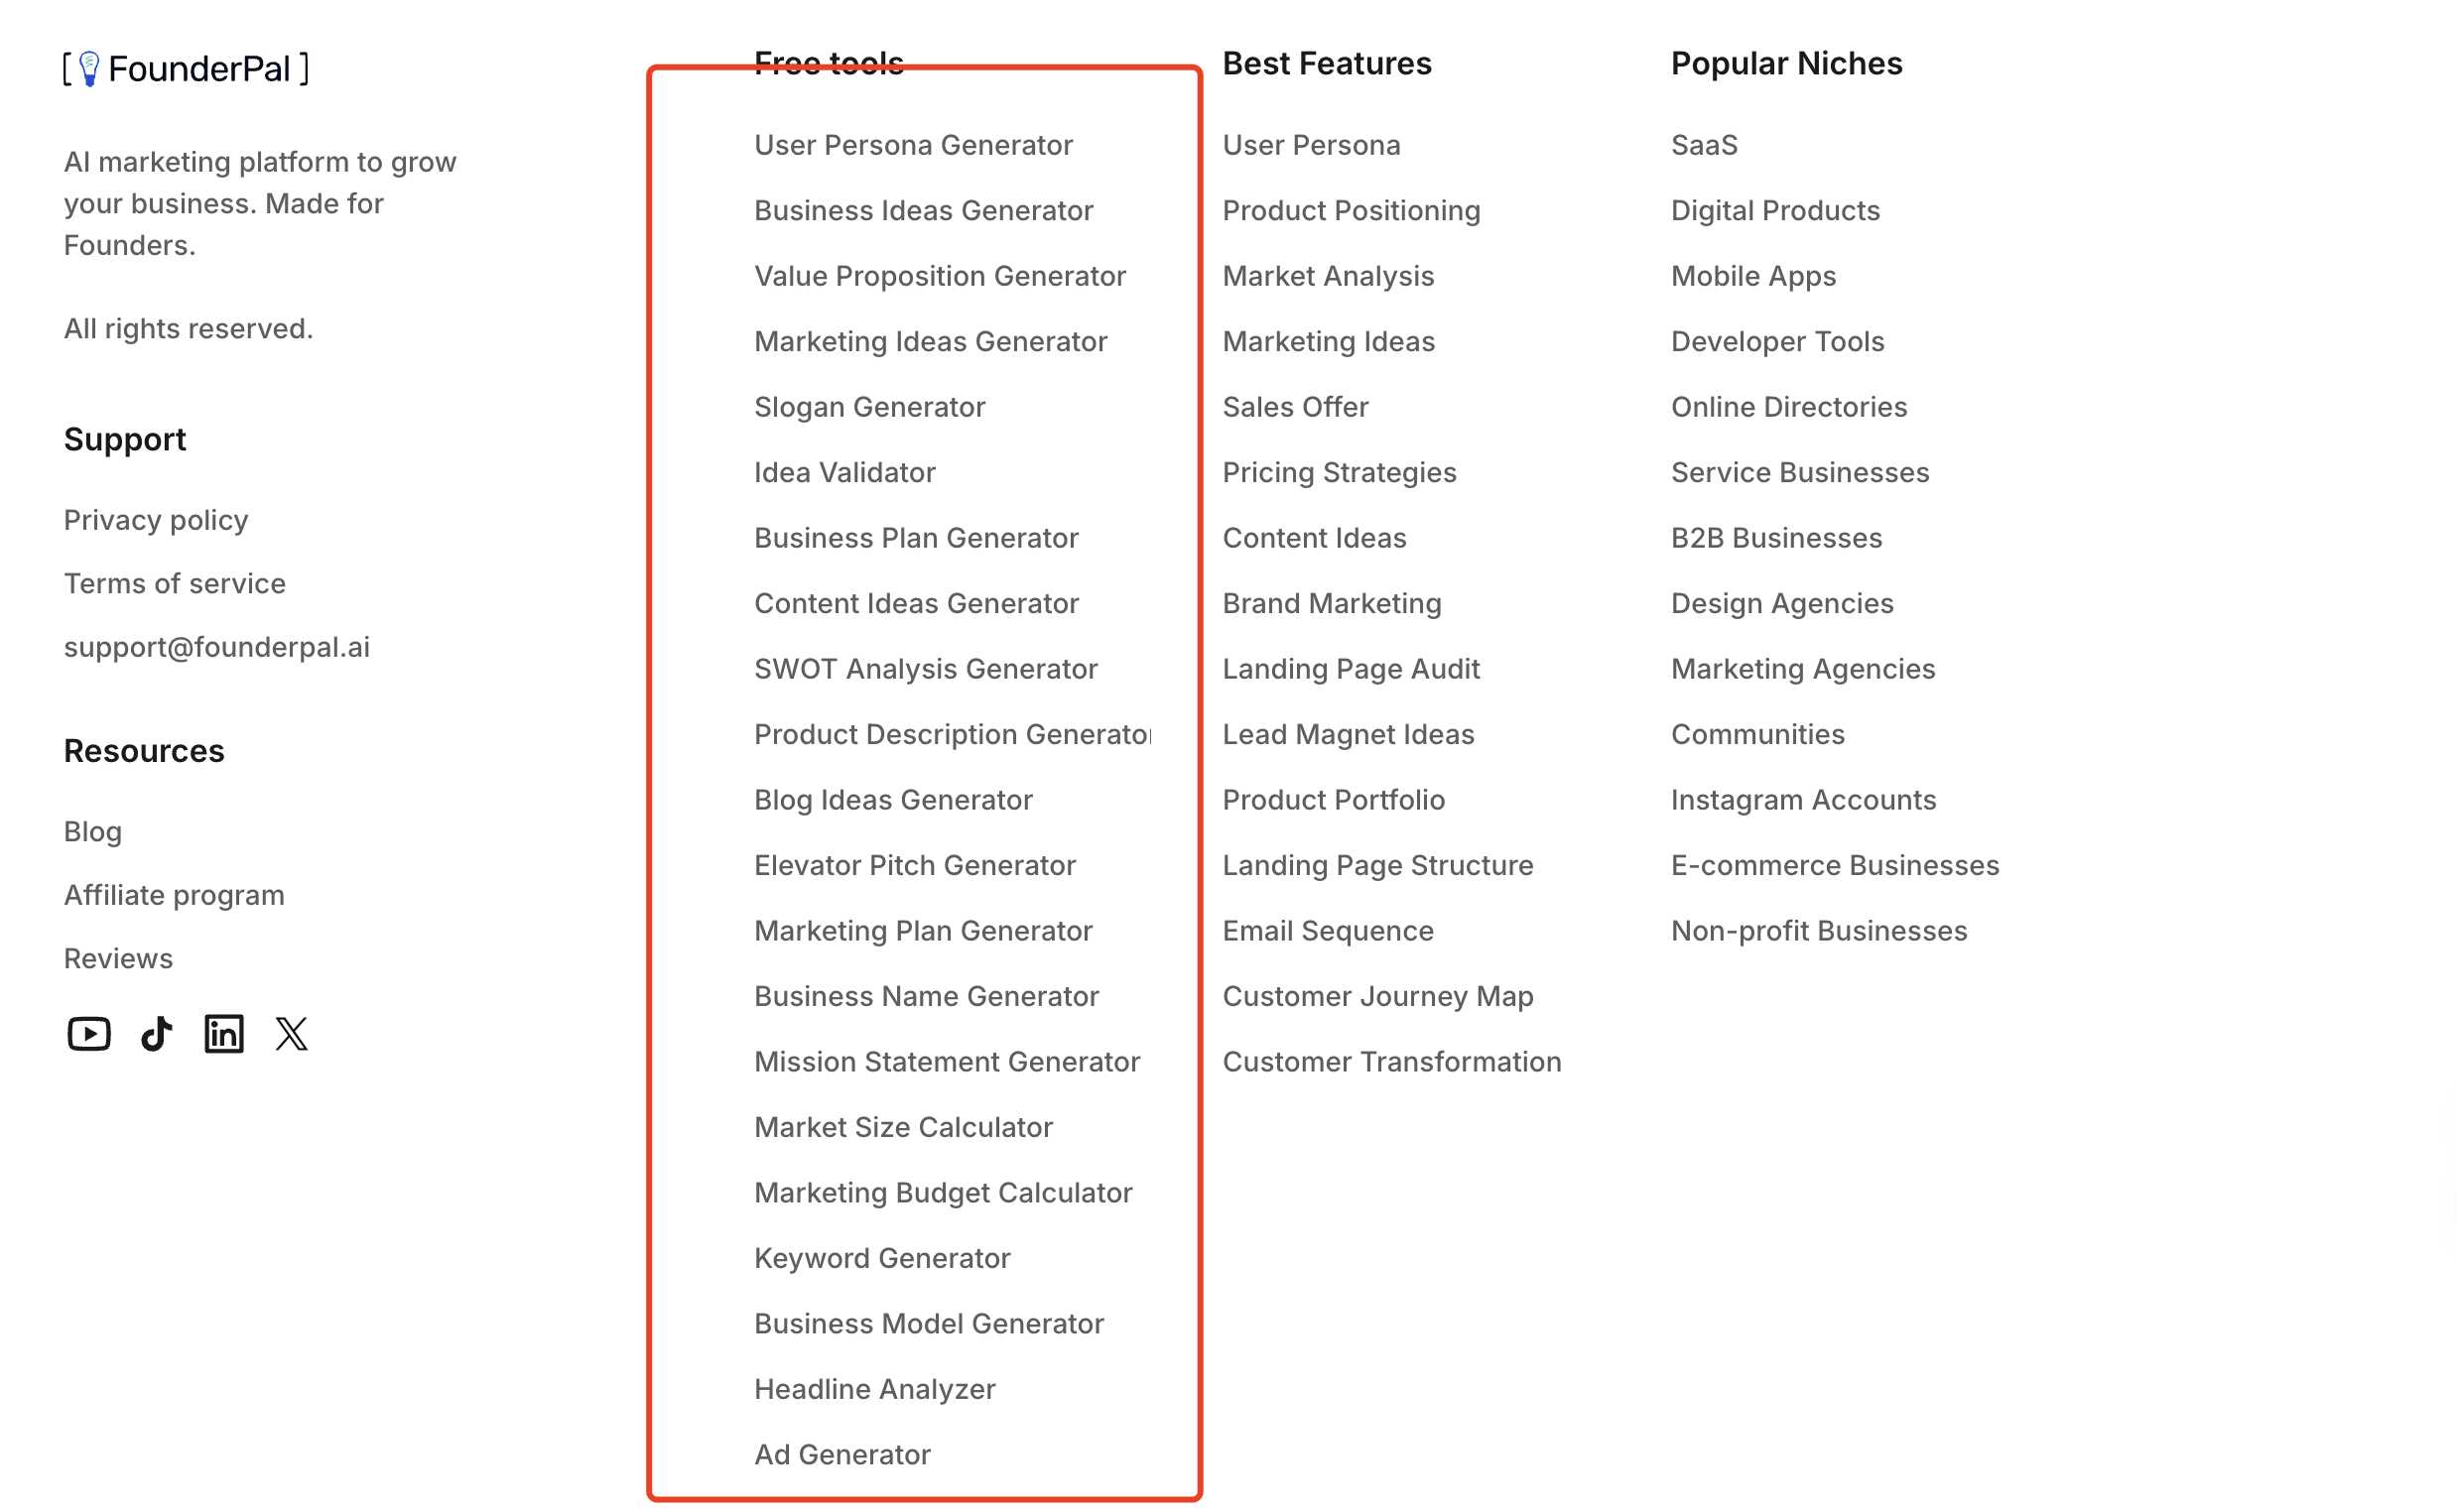 [ FounderPal ]
AI marketing platform to grow
your business. Made for
Founders.
All rights reserved.
Support
Privacy policy
Terms of service
support@founderpal.ai
Resources
Blog
Affiliate program
Reviews
Free tools
User Persona Generator
Business Ideas Generator
Value Proposition Generator
Marketing Ideas Generator
Slogan Generator
Idea Validator
Business Plan Generator
Content Ideas Generator
SWOT Analysis Generator
Product Description Generator
Blog Ideas Generator
Elevator Pitch Generator
Marketing Plan Generator
Business Name Generator
Mission Statement Generator
Market Size Calculator
Marketing Budget Calculator
Keyword Generator
Business Model Generator
Headline Analyzer
Ad Generator
Best Features
User Persona
Product Positioning
Market Analysis
Marketing Ideas
Sales Offer
Pricing Strategies
Content Ideas
Brand Marketing
Landing Page Audit
Lead Magnet Ideas
Product Portfolio
Landing Page Structure
Email Sequence
Customer Journey Map
Customer Transformation
Popular Niches
SaaS
Digital Products
Mobile Apps
Developer Tools
Online Directories
Service Businesses
B2B Businesses
Design Agencies
Marketing Agencies
Communities
Instagram Accounts
E-commerce Businesses
Non-profit Businesses